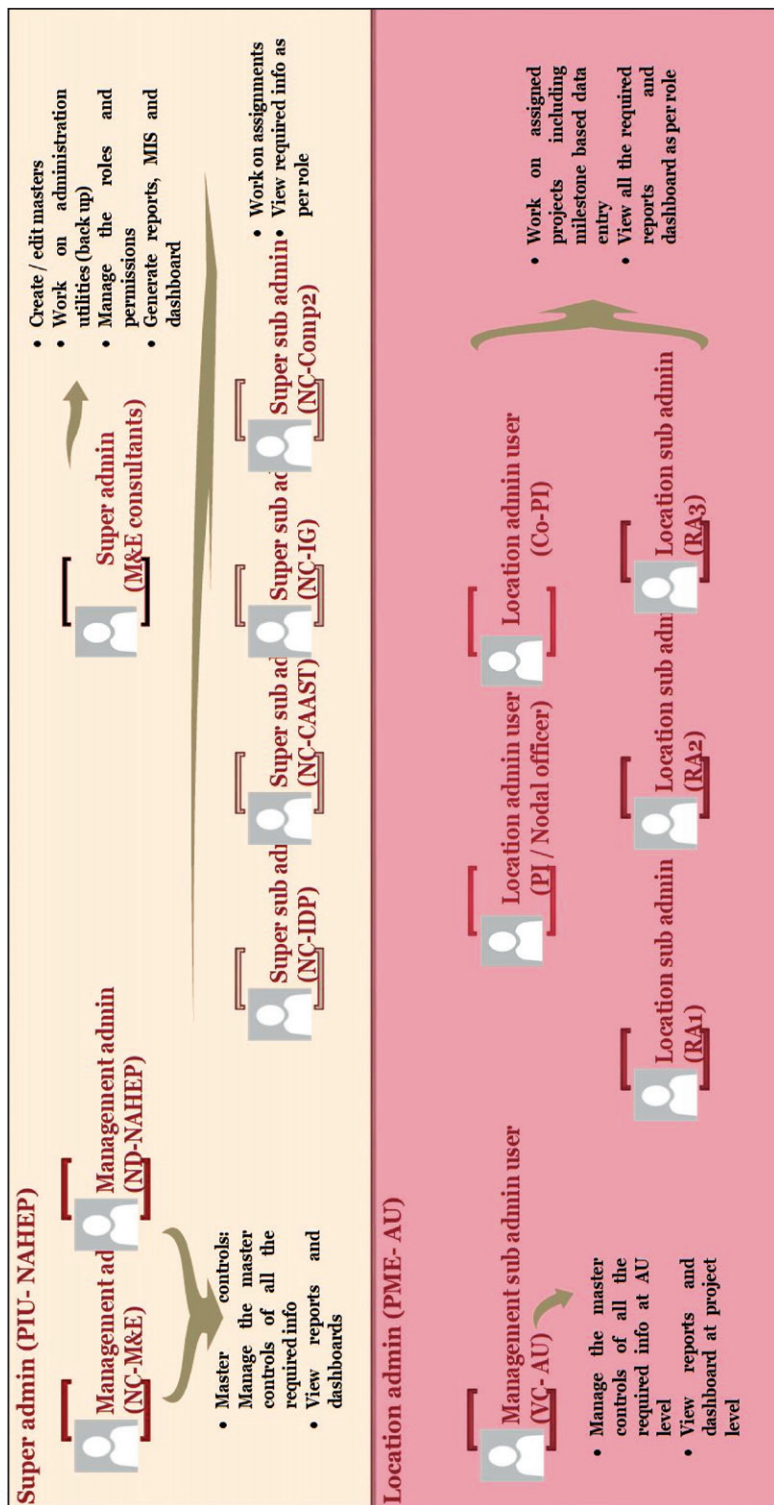 Super admin (PIU- NAHEP)
Management ad
(NC-M&E)
Management admin
(ND-NAHEP)
• Master controls:
Manage the master
controls of all the
required info
• View reports and
dashboards
Super admin
(M&E consultants)
• Create / edit masters
• Work on administration
utilities (back up)
• Manage the roles and
permissions
• Generate reports, MIS and
dashboard
Super sub adr
(NC-IDP)
Super sub ad
(NC-CAAST)
Super sub ad
(NC-IG)
Super sub admin
(NC-Comp2)
• Work on assignments
• View required info as
per role
Location admin (PME- AU)
Management sub admin user
(VC- AU)
• Manage the master
controls of all the
required info at AU
level
• View reports and
dashboard at project
level
Location admin user
(PI / Nodal officer)
Location admin user
(Co-PI)
Location sub admin
(RA1)
Location sub adm
(RA2)
Location sub admin
(RA3)
• Work on assigned
projects including
milestone based data
entry
• View all the required
reports and
dashboard as per role